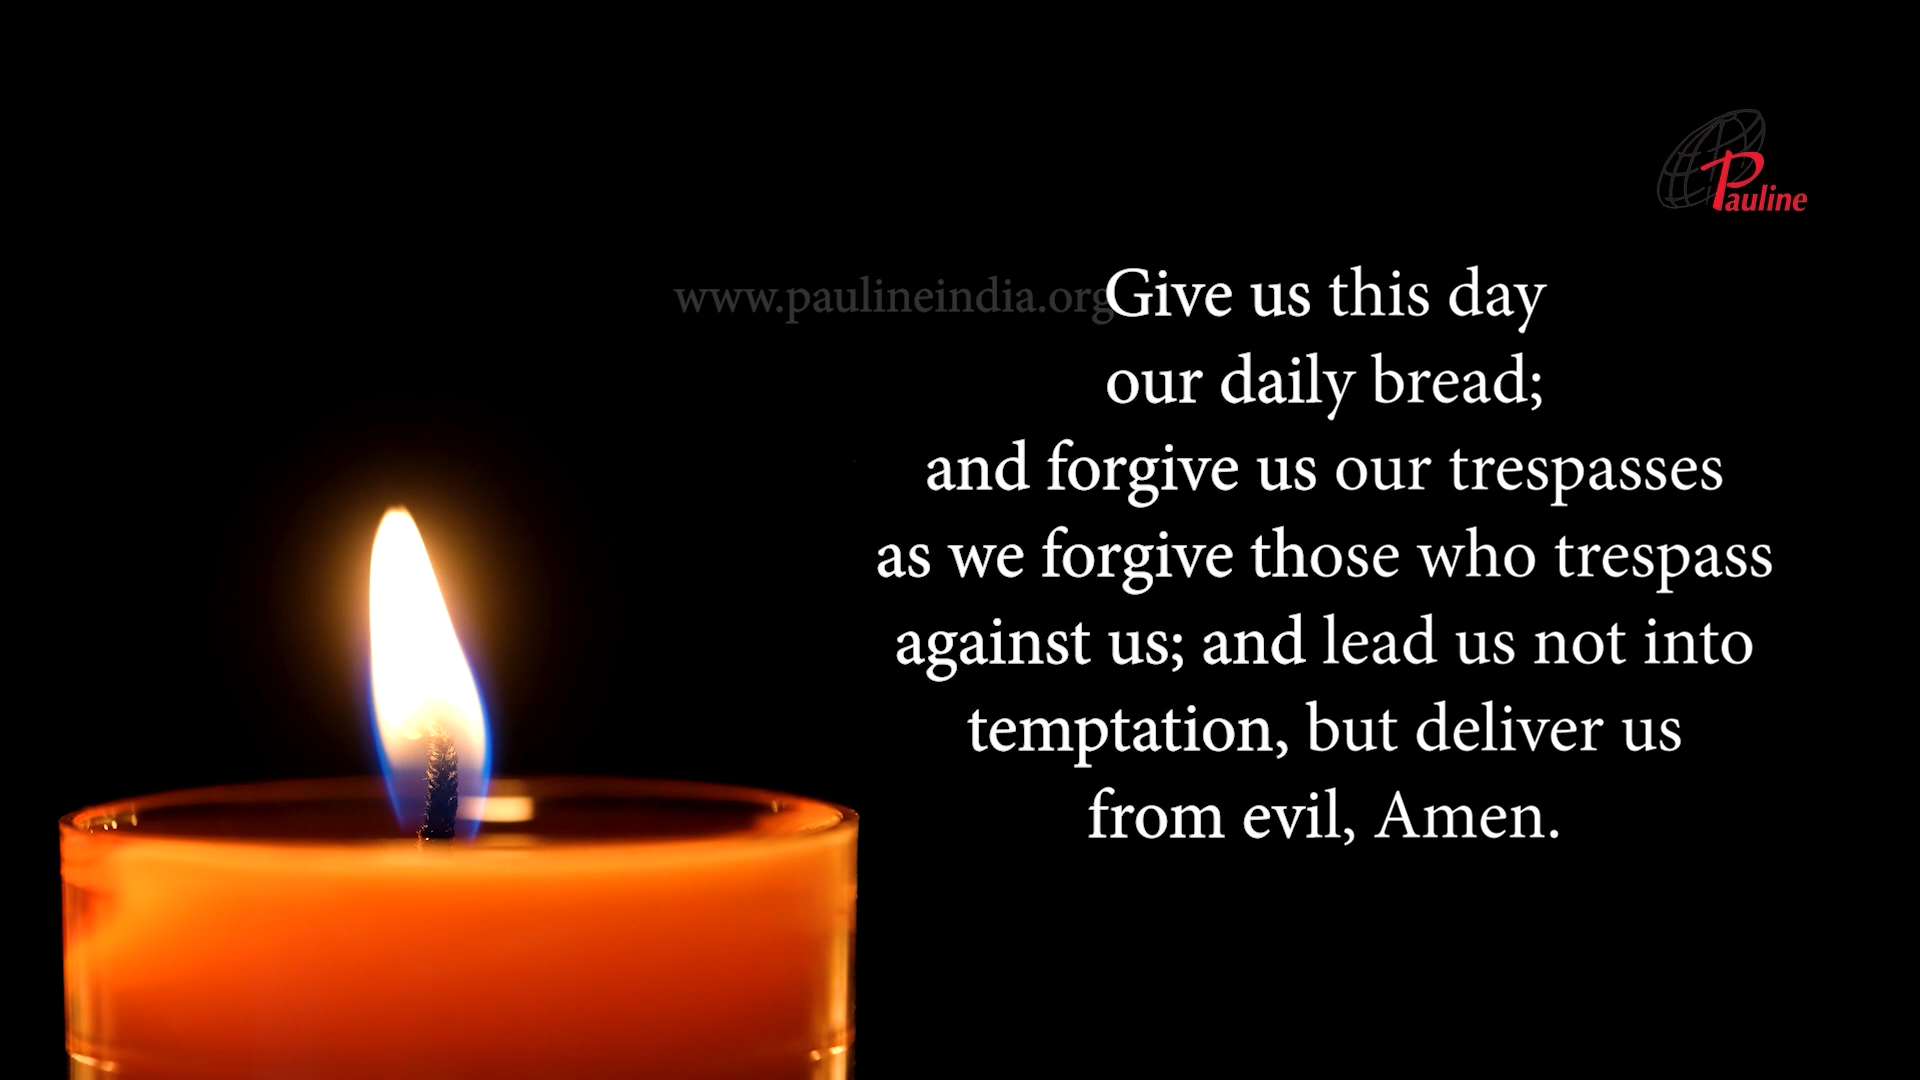 Pauline
www.paulineindia.org
Give us this day
our daily bread;
and forgive us our trespasses
as we forgive those who trespass
against us; and lead us not into
temptation, but deliver us
from evil, Amen.